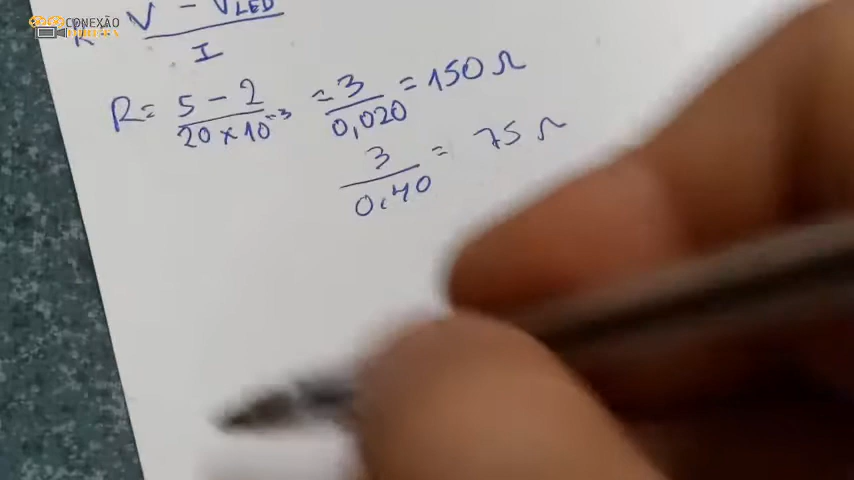 CONEXÃO
R = V - VLED / I
R = 5 - 2 / 20 × 10⁻³ = 3 / 0,020 = 150 Ω
3 / 0,40 = 75 Ω